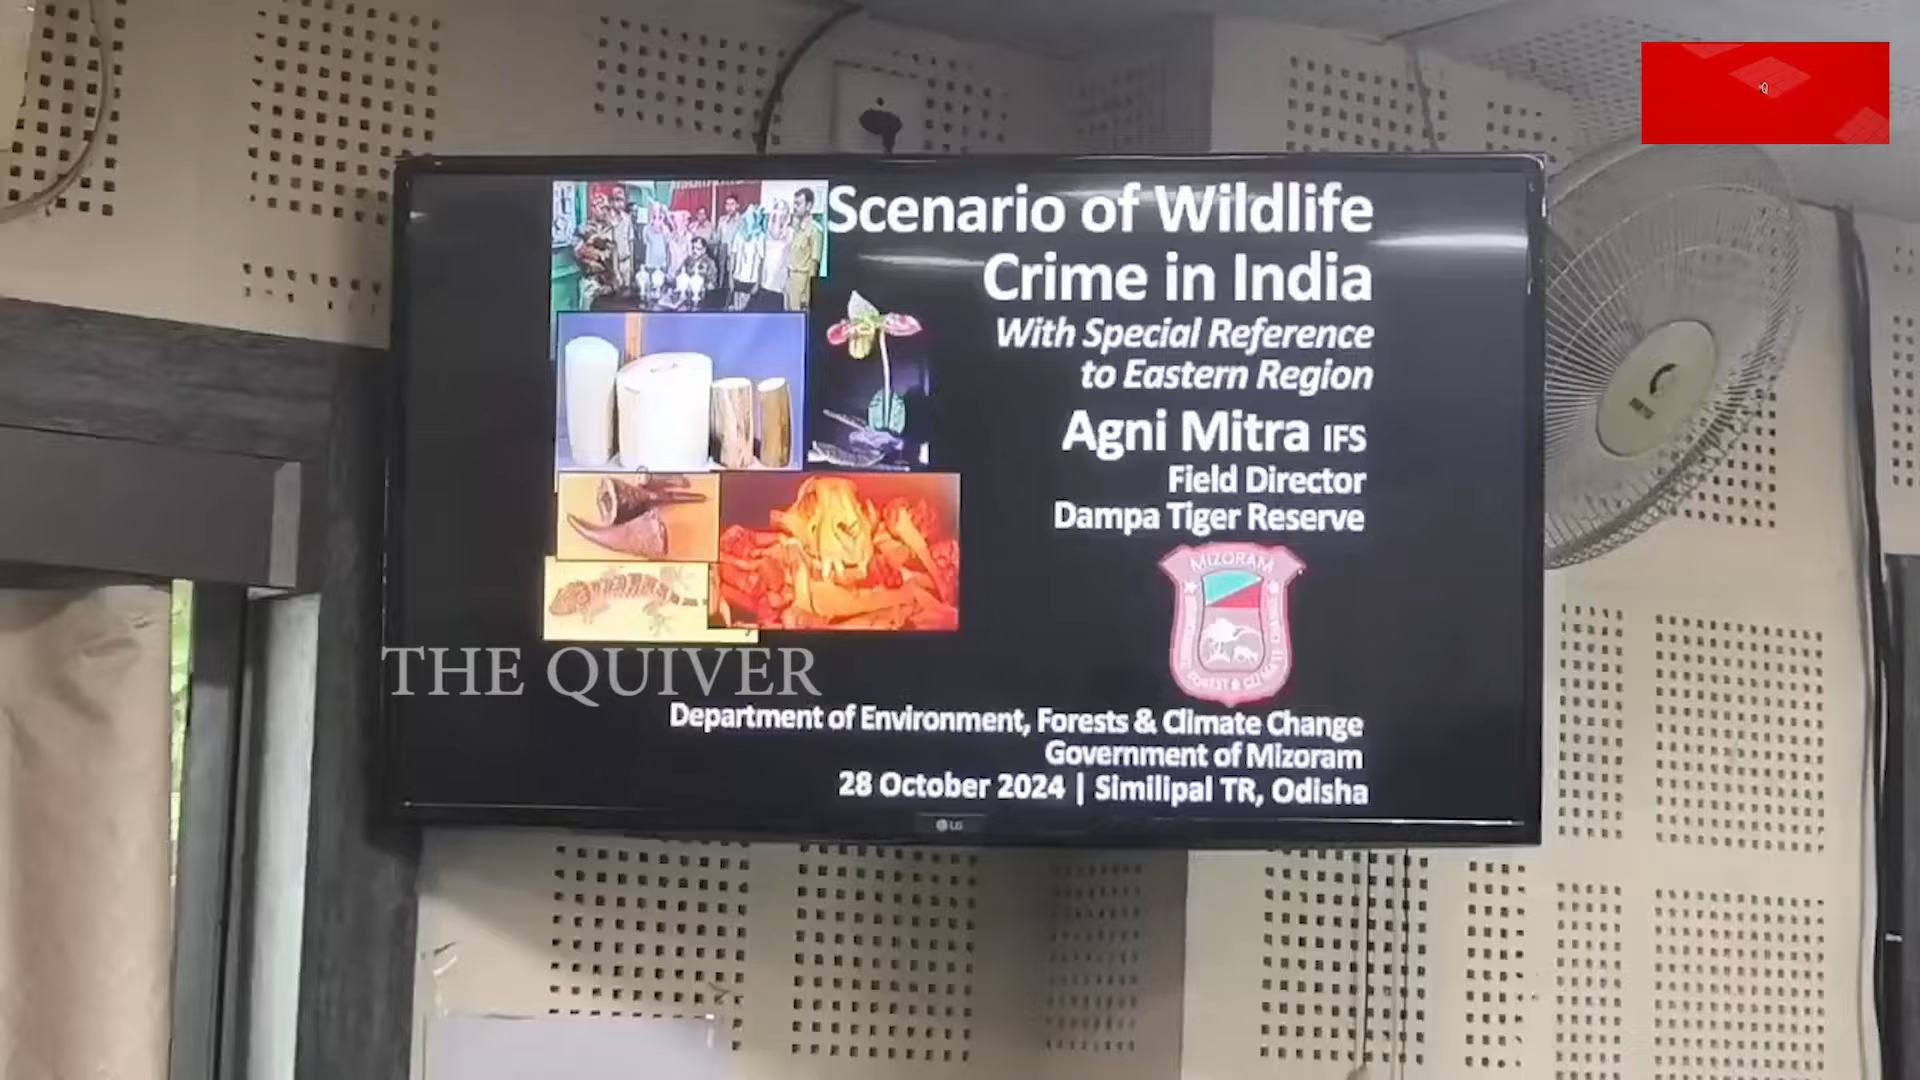 Scenario of Wildlife
Crime in India
With Special Reference
to Eastern Region
Agni Mitra IFS
Field Director
Dampa Tiger Reserve
MIZORAM
THE QUIVER
Department of Environment, Forests & Climate Change
Government of Mizoram
28 October 2024 | Similipal TR, Odisha
LG